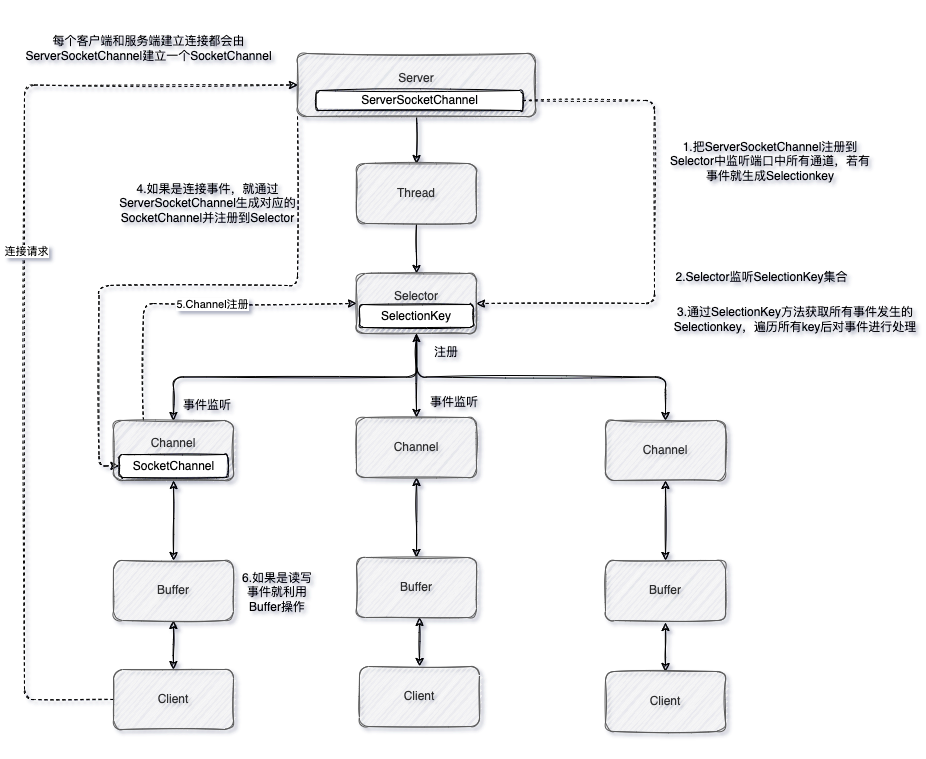 每个客户端和服务端建立连接都会由
ServerSocketChannel建立一个SocketChannel
Server
ServerSocketChannel
1.把ServerSocketChannel注册到
Selector中监听端口中所有通道，若有
事件就生成Selectionkey
Thread
4.如果是连接事件，就通过
ServerSocketChannel生成对应的
SocketChannel并注册到Selector
连接请求
2.Selector监听SelectionKey集合
Selector
SelectionKey
5.Channel注册
3.通过SelectionKey方法获取所有事件发生的
Selectionkey，遍历所有key后对事件进行处理
注册
事件监听
事件监听
Channel
SocketChannel
Channel
Channel
Buffer
6.如果是读写
事件就利用
Buffer操作
Buffer
Buffer
Client
Client
Client